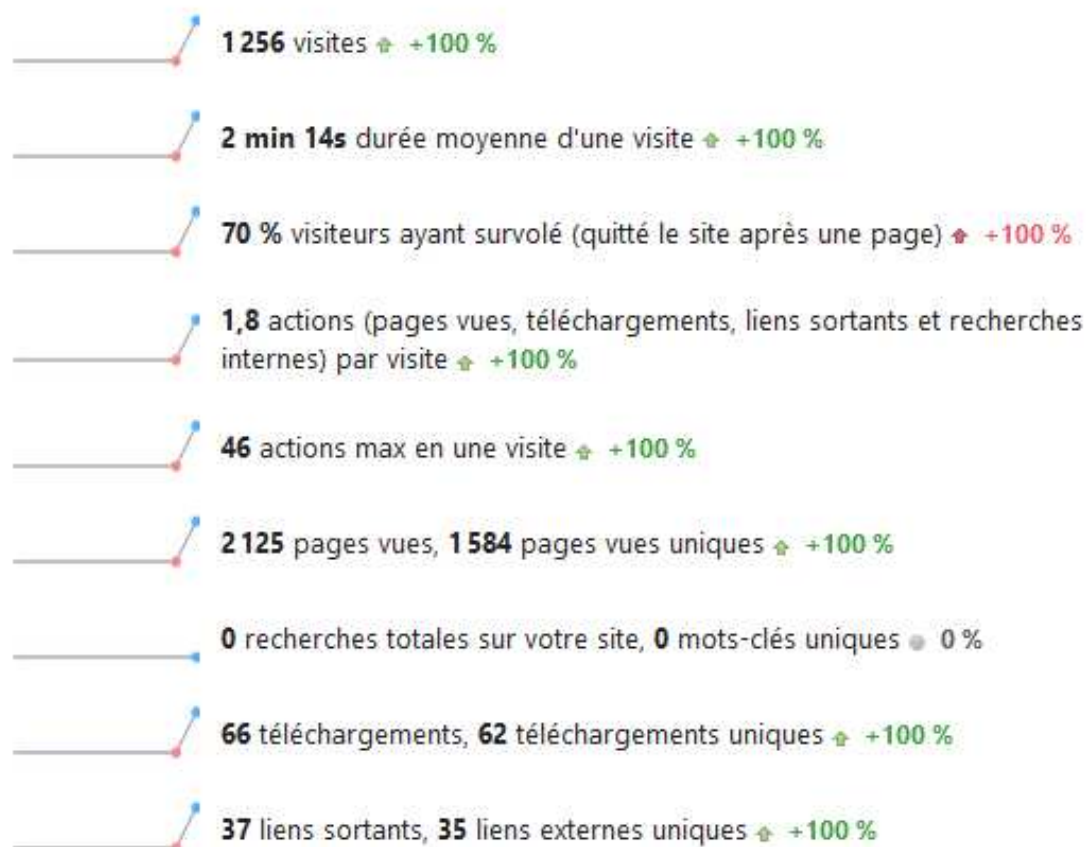 1 256 visites +100 %
2 min 14s durée moyenne d'une visite +100 %
70 % visiteurs ayant survolé (quitté le site après une page) +100 %
1,8 actions (pages vues, téléchargements, liens sortants et recherches
internes) par visite +100 %
46 actions max en une visite +100 %
2 125 pages vues, 1 584 pages vues uniques +100 %
0 recherches totales sur votre site, 0 mots-clés uniques 0 %
66 téléchargements, 62 téléchargements uniques +100 %
37 liens sortants, 35 liens externes uniques +100 %